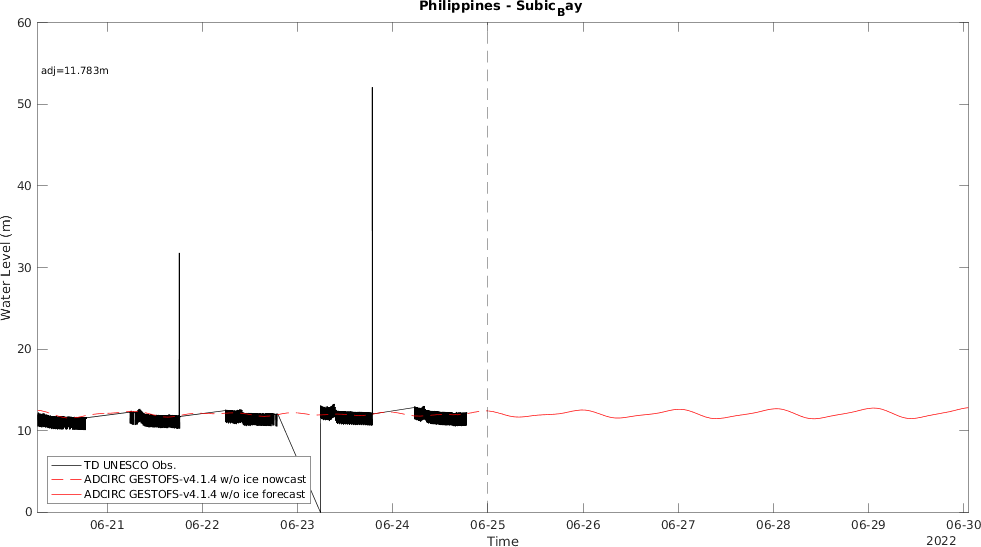 Philippines - Subic_Bay
60
adj=11.783m
50
40
30
20
10
0
Water Level (m)
TD UNESCO Obs.
ADCIRC GESTOFS-v4.1.4 w/o ice nowcast
ADCIRC GESTOFS-v4.1.4 w/o ice forecast
06-21 06-22 06-23 06-24 06-25 06-26 06-27 06-28 06-29 06-30
Time
2022